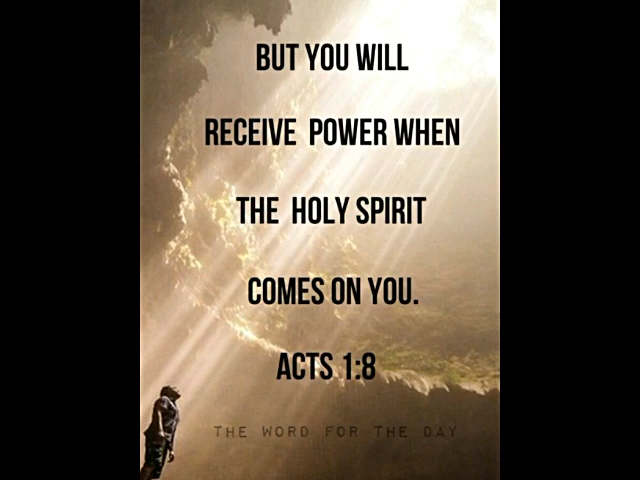 BUT YOU WILL
RECEIVE POWER WHEN
THE HOLY SPIRIT
COMES ON YOU.
ACTS 1:8
THE WORD FOR THE DAY